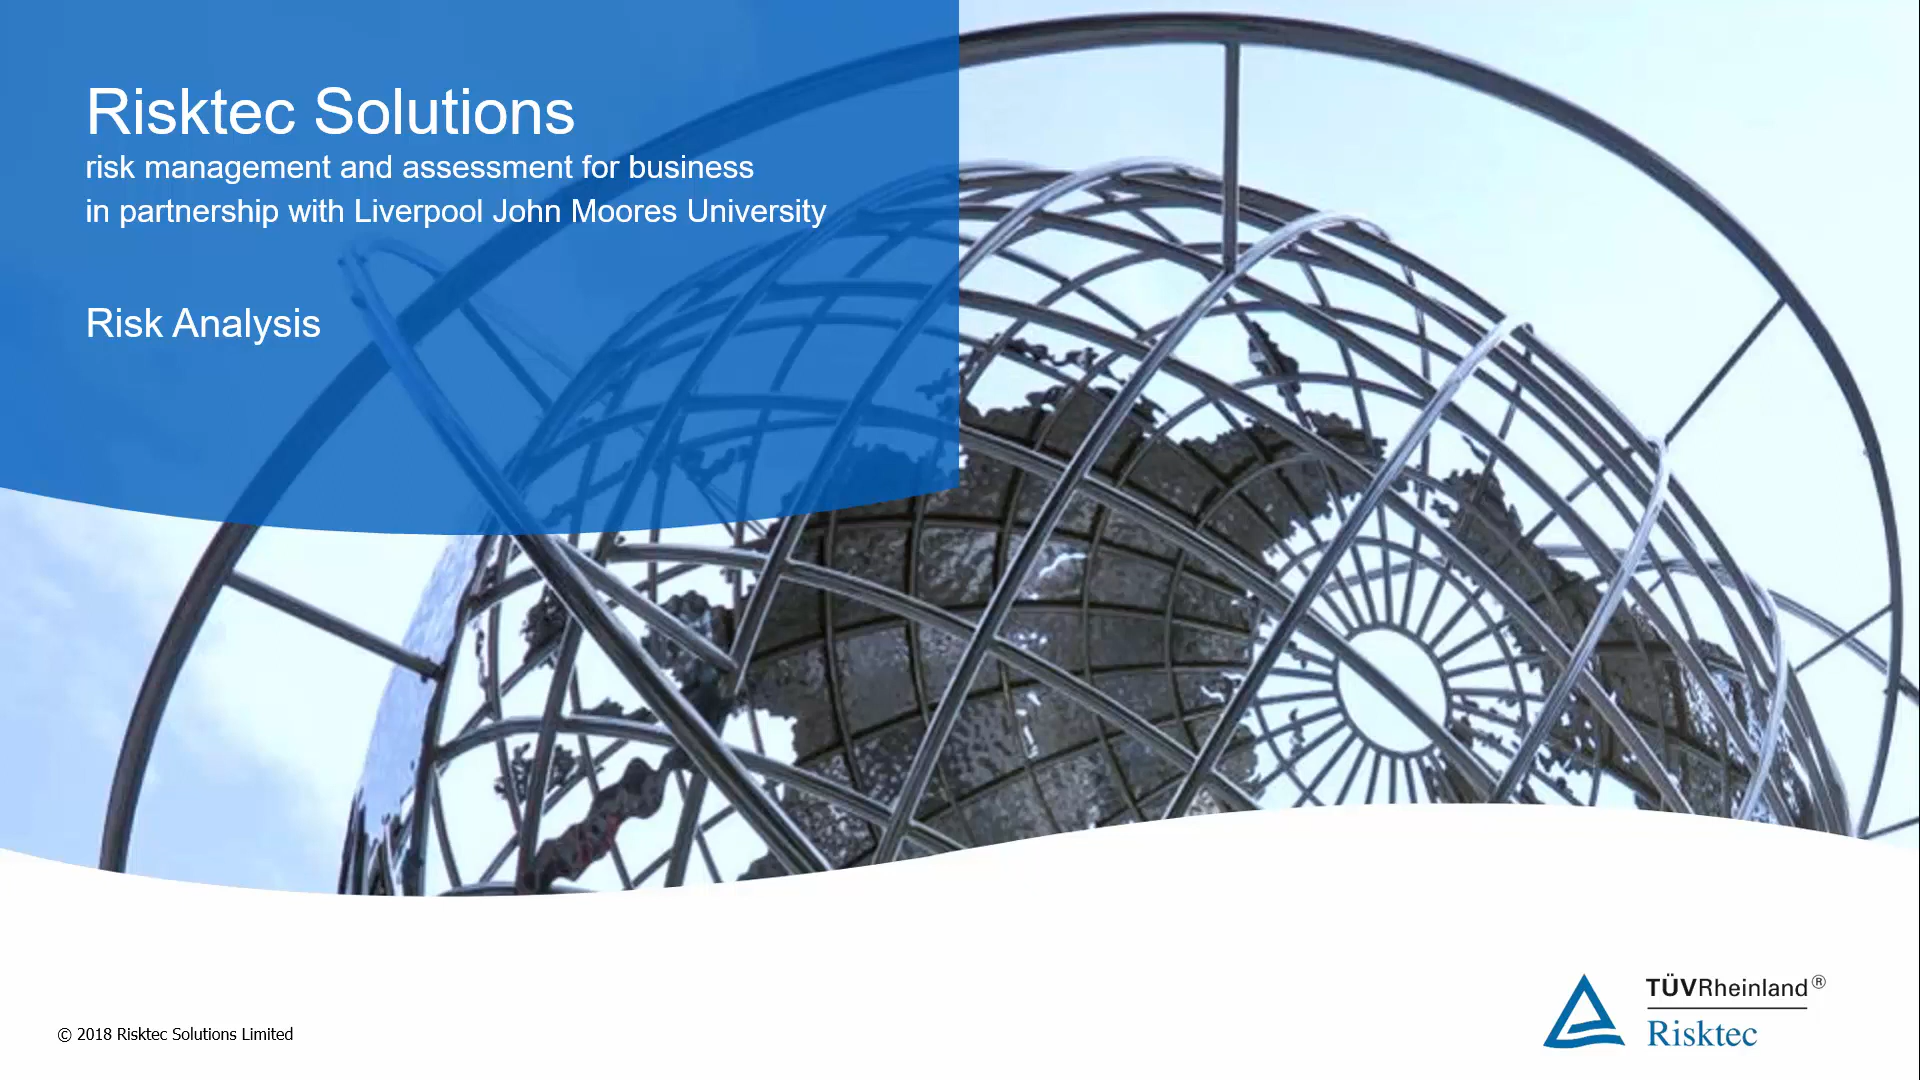 Risktec Solutions
risk management and assessment for business
in partnership with Liverpool John Moores University
Risk Analysis
© 2018 Risktec Solutions Limited
TÜVRheinland®
Risktec